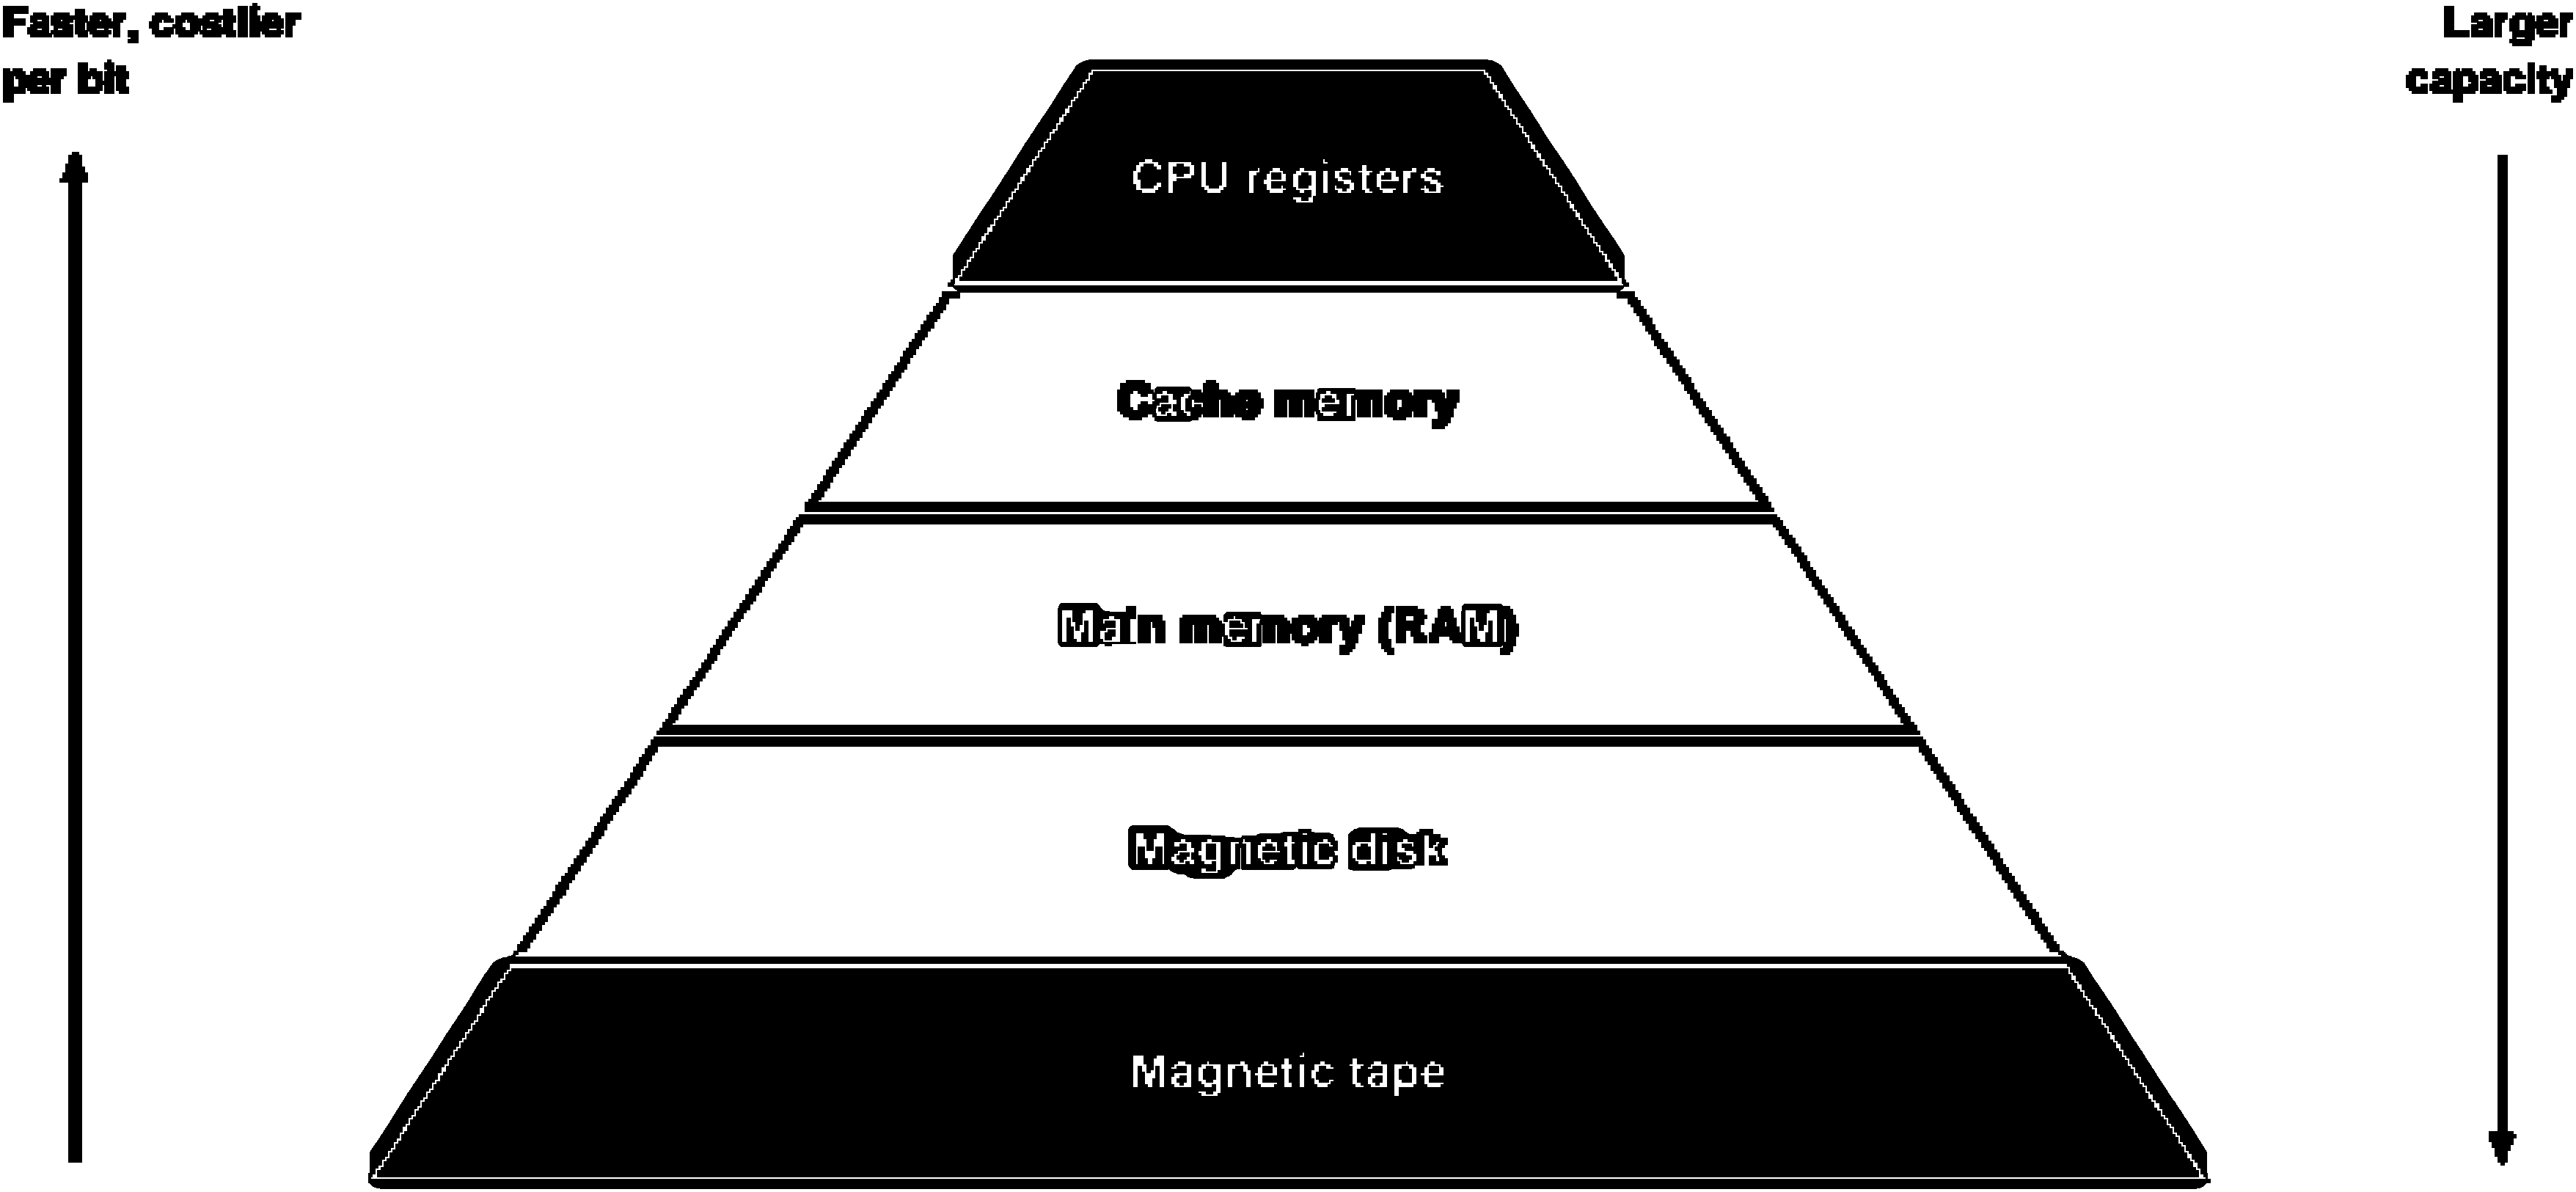 Faster, costlier
per bit
Larger
capacity
CPU registers
Cache memory
Main memory (RAM)
Magnetic disk
Magnetic tape